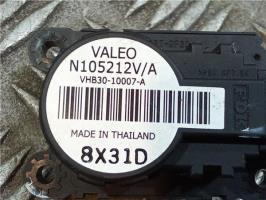 VALEO
N105212V/A
VHB30-10007-A
MADE IN THAILAND
8X31D